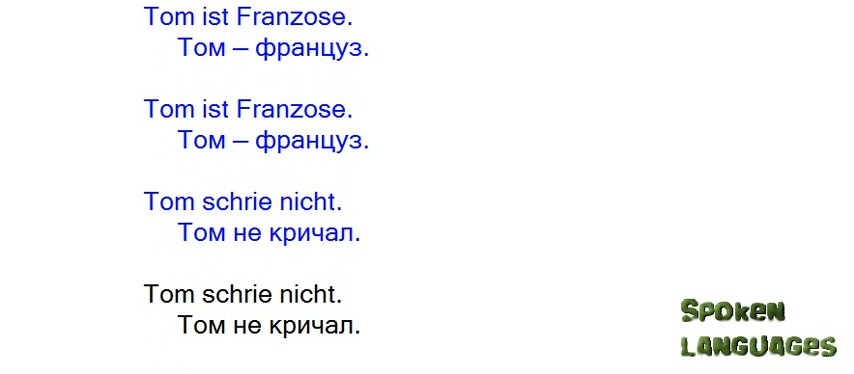 Tom ist Franzose.
Том — француз.
Tom ist Franzose.
Том — француз.
Tom schrie nicht.
Том не кричал.
Tom schrie nicht.
Том не кричал.
Spoken
Languages